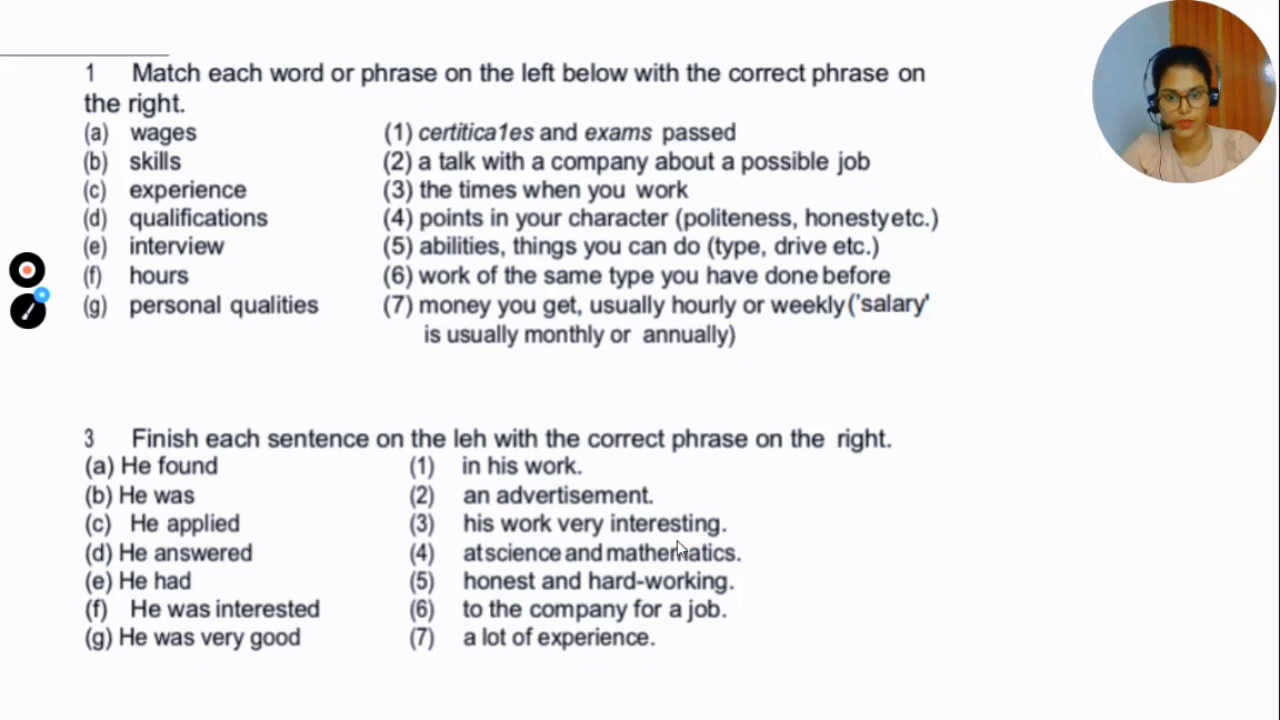 1 Match each word or phrase on the left below with the correct phrase on
the right.
(a) wages (1) certitica1es and exams passed
(b) skills (2) a talk with a company about a possible job
(c) experience (3) the times when you work
(d) qualifications (4) points in your character (politeness, honestyetc.)
(e) interview (5) abilities, things you can do (type, drive etc.)
(f) hours (6) work of the same type you have done before
(g) personal qualities (7) money you get, usually hourly or weekly('salary'
is usually monthly or annually)
3 Finish each sentence on the leh with the correct phrase on the right.
(a) He found (1) in his work.
(b) He was (2) an advertisement.
(c) He applied (3) his work very interesting.
(d) He answered (4) atscience and mathematics.
(e) He had (5) honest and hard-working.
(f) He was interested (6) to the company for a job.
(g) He was very good (7) a lot of experience.